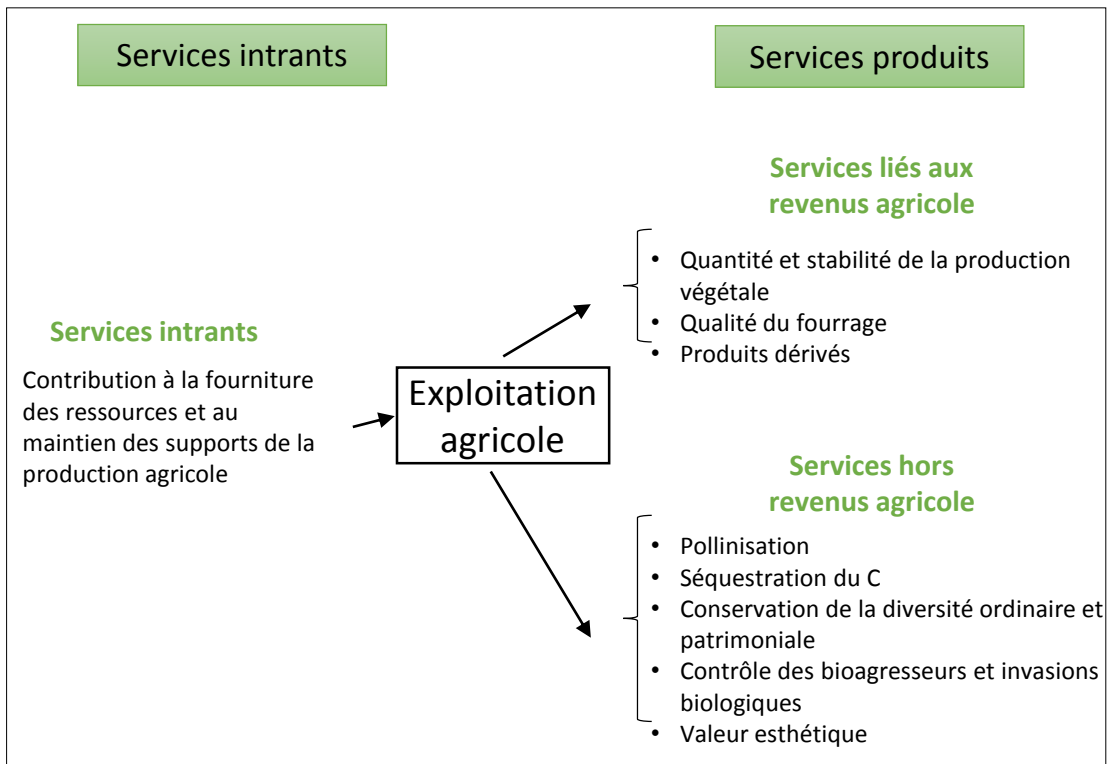 Services intrants
Services produits
Services intrants
Contribution à la fourniture
des ressources et au
maintien des supports de la
production agricole
Exploitation
agricole
Services liés aux
revenus agricole
• Quantité et stabilité de la production
végétale
• Qualité du fourrage
• Produits dérivés
Services hors
revenus agricole
• Pollinisation
• Séquestration du C
• Conservation de la diversité ordinaire et
patrimoniale
• Contrôle des bioagresseurs et invasions
biologiques
• Valeur esthétique